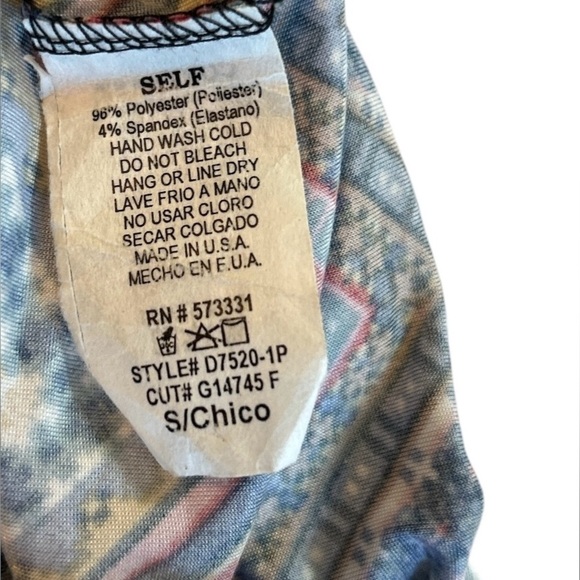 SELF
96% Polyester (Poliester)
4% Spandex (Elastano)
HAND WASH COLD
DO NOT BLEACH
HANG OR LINE DRY
LAVE FRIO A MANO
NO USAR CLORO
SECAR COLGADO
MADE IN U.S.A.
MECHO EN E.U.A.
RN # 573331
STYLE# D7520-1P
CUT# G14745 F
S/Chico